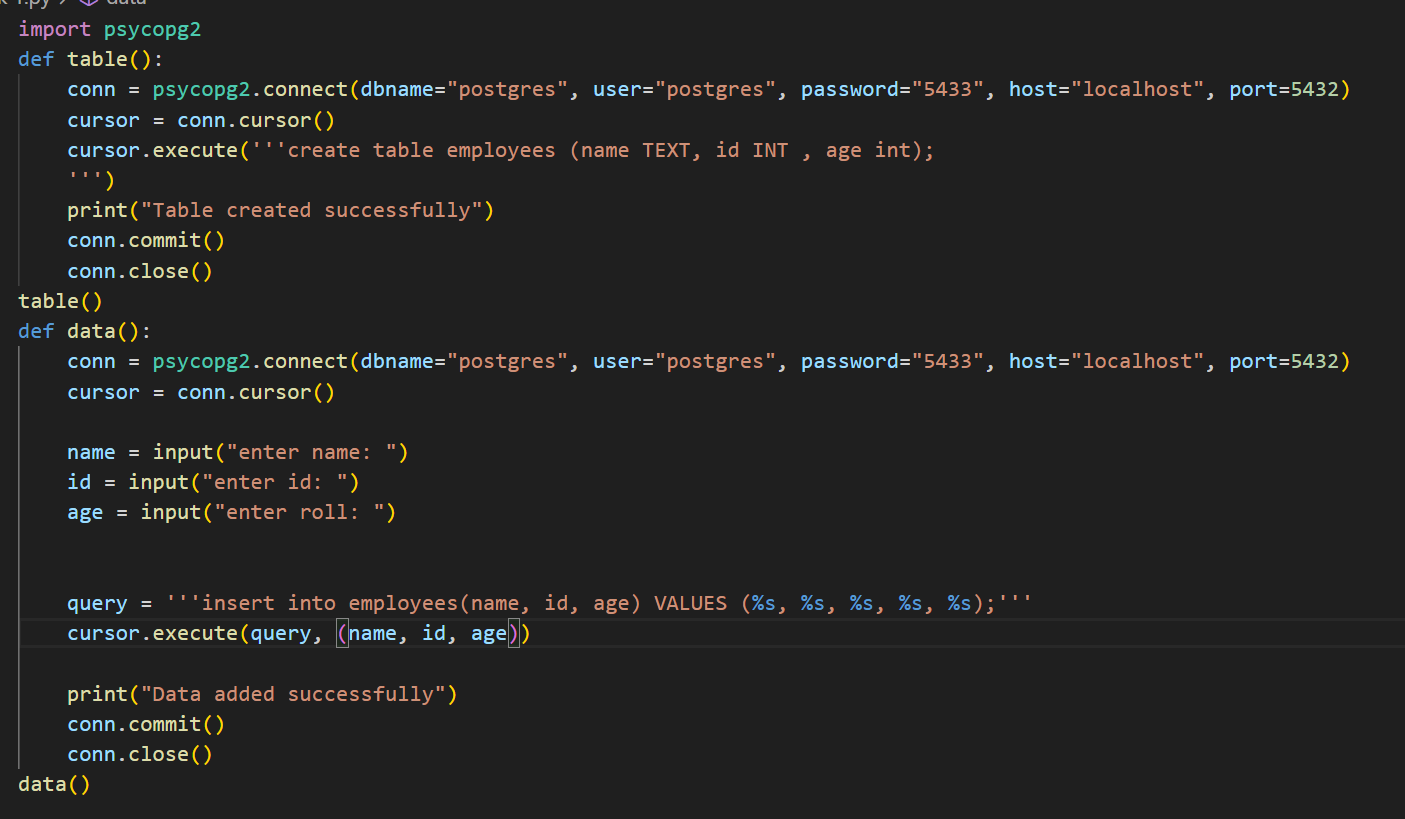 data
import psycopg2
def table():
    conn = psycopg2.connect(dbname="postgres", user="postgres", password="5433", host="localhost", port=5432)
    cursor = conn.cursor()
    cursor.execute('''create table employees (name TEXT, id INT , age int);
    ''')
    print("Table created successfully")
    conn.commit()
    conn.close()
table()
def data():
    conn = psycopg2.connect(dbname="postgres", user="postgres", password="5433", host="localhost", port=5432)
    cursor = conn.cursor()
    name = input("enter name: ")
    id = input("enter id: ")
    age = input("enter roll: ")
    query = '''insert into employees(name, id, age) VALUES (%s, %s, %s, %s, %s);'''
    cursor.execute(query, (name, id, age))
    print("Data added successfully")
    conn.commit()
    conn.close()
data()